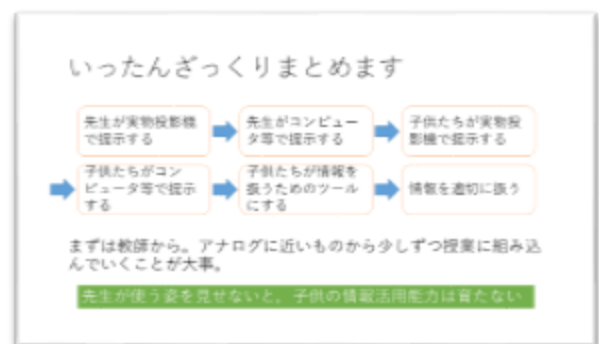 いったんざっくりまとめます
先生が実物投影機
で提示する
先生がコンピュー
タ等で提示する
子供たちが実物投
影機で提示する
子供たちがコン
ピュータ等で提示
する
子供たちが情報を
扱うためのツール
にする
情報を適切に扱う
まずは教師から。アナログに近いものから少しずつ授業に組み込
んでいくことが大事。
先生が使う姿を見せないと、子供の情報活用能力は育たない